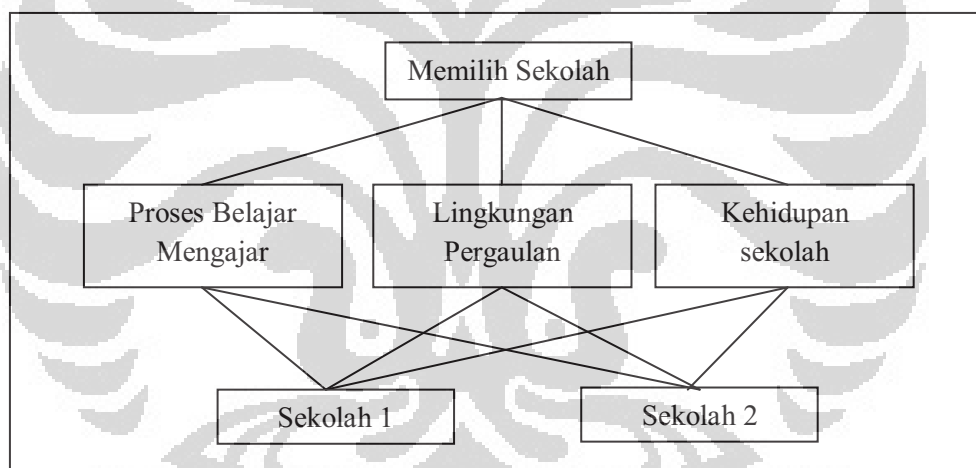 Memilih Sekolah
Proses Belajar
Mengajar
Lingkungan
Pergaulan
Kehidupan
sekolah
Sekolah 1
Sekolah 2